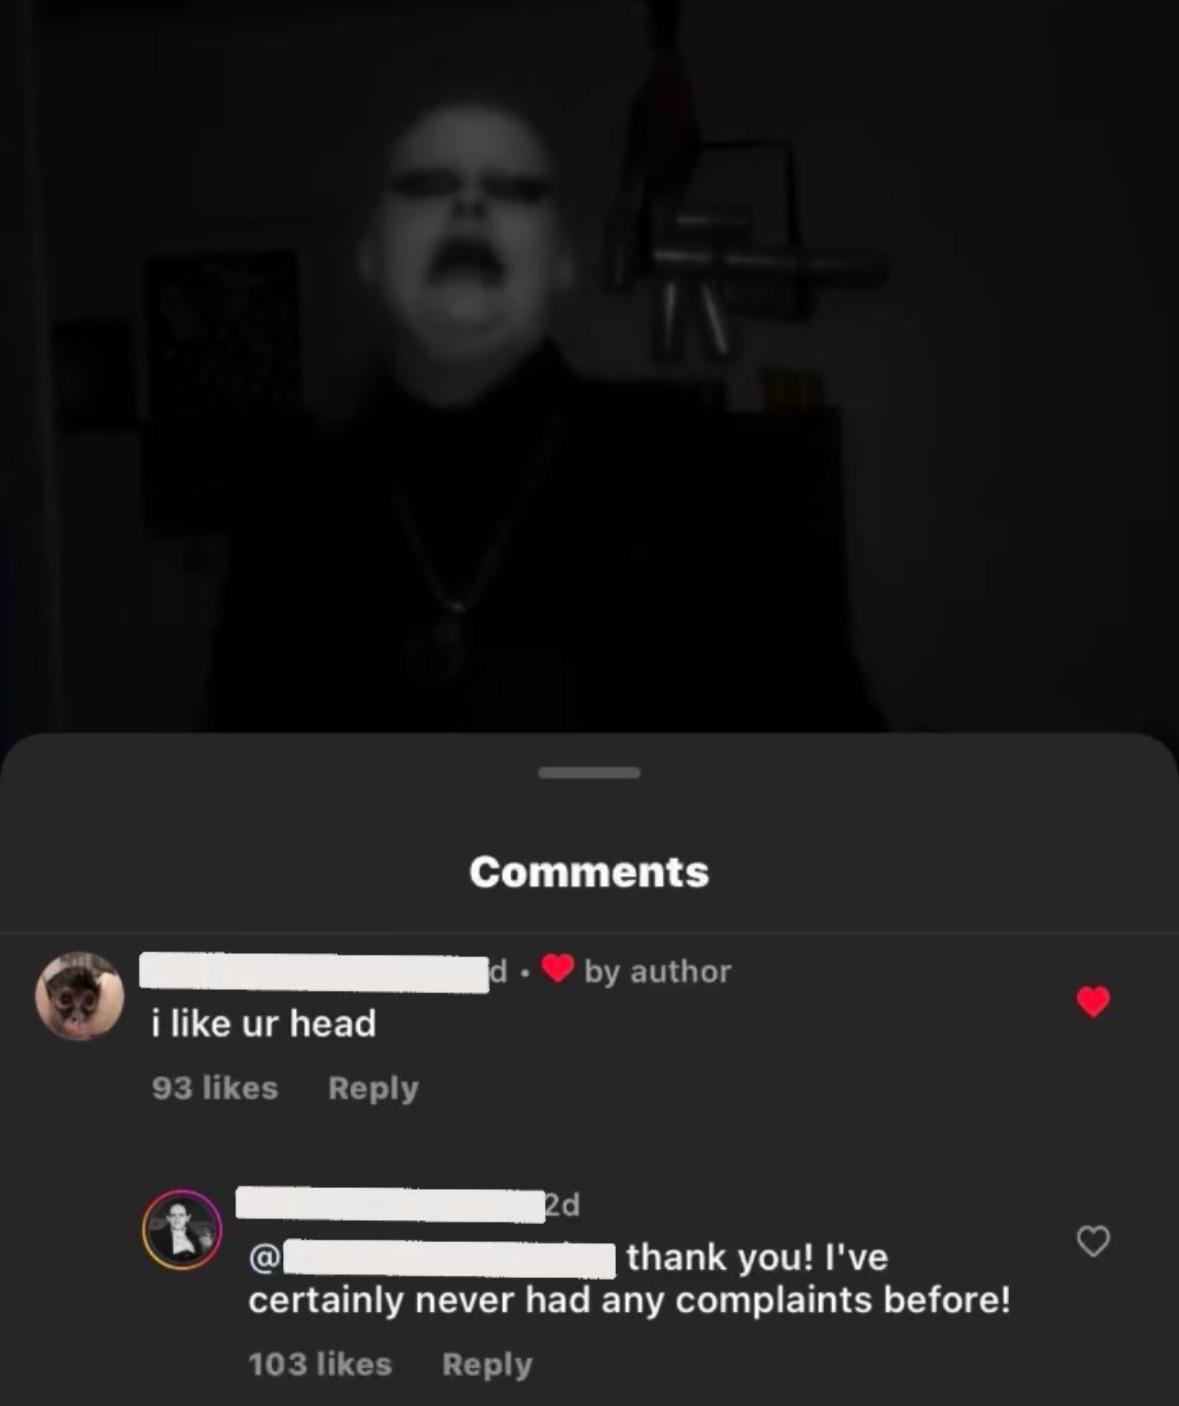 Comments
d • ❤️ by author
i like ur head
93 likes Reply
2d
@ thank you! I've
certainly never had any complaints before!
103 likes Reply